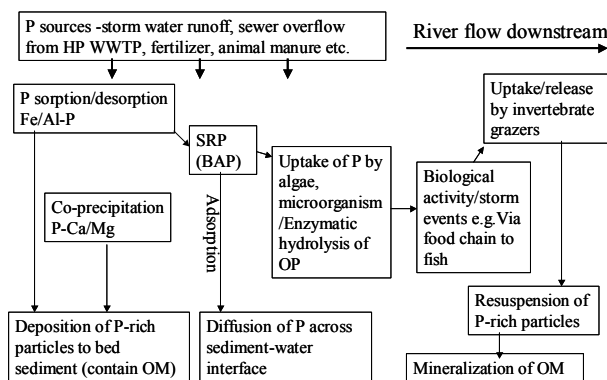 P sources -storm water runoff, sewer overflow
from HP WWTP, fertilizer, animal manure etc.
River flow downstream
P sorption/desorption
Fe/Al-P
SRP
(BAP)
Uptake of P by
algae,
microorganism
/Enzymatic
hydrolysis of
OP
Biological
activity/storm
events e.g.Via
food chain to
fish
Uptake/release
by invertebrate
grazers
Co-precipitation
P-Ca/Mg
Adsorption
Deposition of P-rich
particles to bed
sediment (contain OM)
Diffusion of P across
sediment-water
interface
Resuspension of
P-rich particles
Mineralization of OM